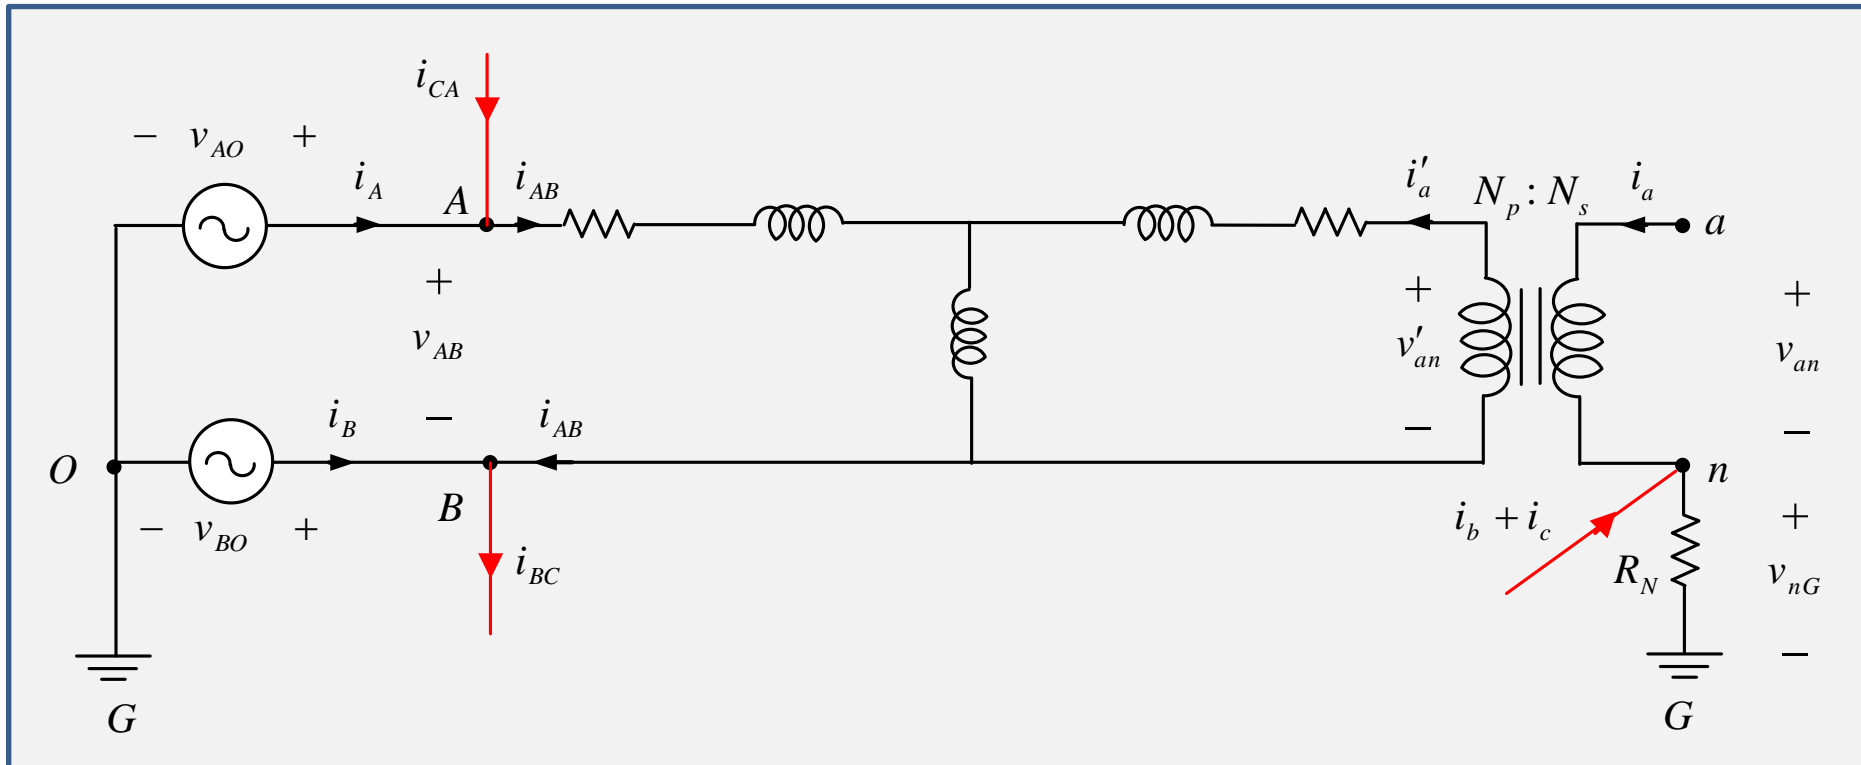 i_CA
− v_AO +
i_A A i_AB i′_a N_p : N_s i_a a
+ + +
v_AB v′_an v_an
− − −
O i_B i_AB n
− v_BO + B i_b + i_c +
i_BC R_N v_nG
−
G G